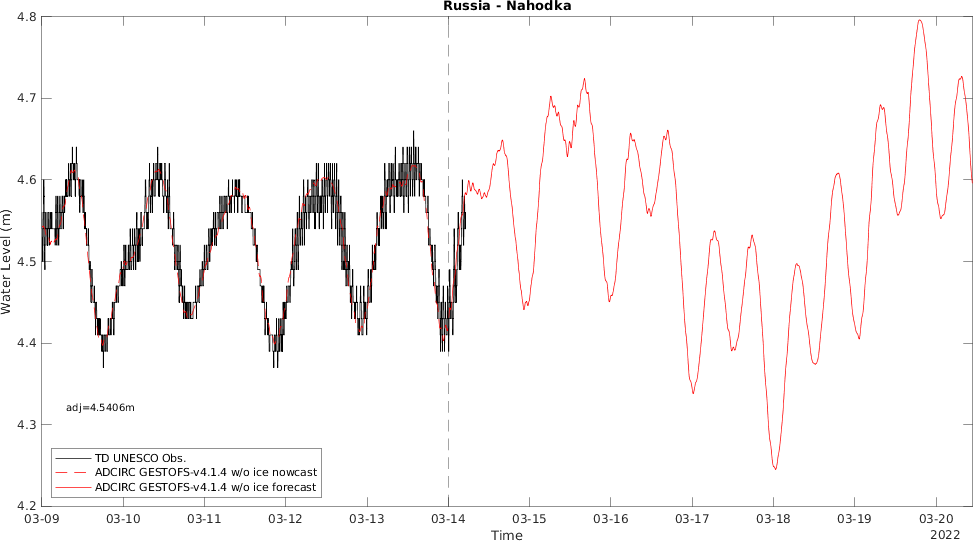 Russia - Nahodka
4.8
4.7
4.6
4.5
4.4
4.3
4.2
Water Level (m)
adj=4.5406m
TD UNESCO Obs.
ADCIRC GESTOFS-v4.1.4 w/o ice nowcast
ADCIRC GESTOFS-v4.1.4 w/o ice forecast
03-09 03-10 03-11 03-12 03-13 03-14 03-15 03-16 03-17 03-18 03-19 03-20
2022
Time